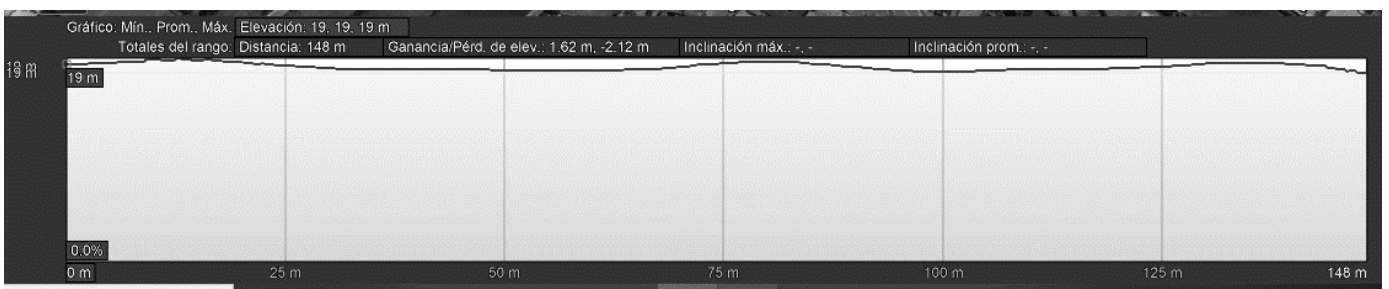 Gráfico: Mín., Prom., Máx. Elevación: 19, 19, 19 m
Totales del rango: Distancia: 148 m Ganancia/Pérd. de elev.: 1.62 m, -2.12 m Inclinación máx.: -, - Inclinación prom.: -, -
19 m
19 m
0.0%
0 m 25 m 50 m 75 m 100 m 125 m 148 m